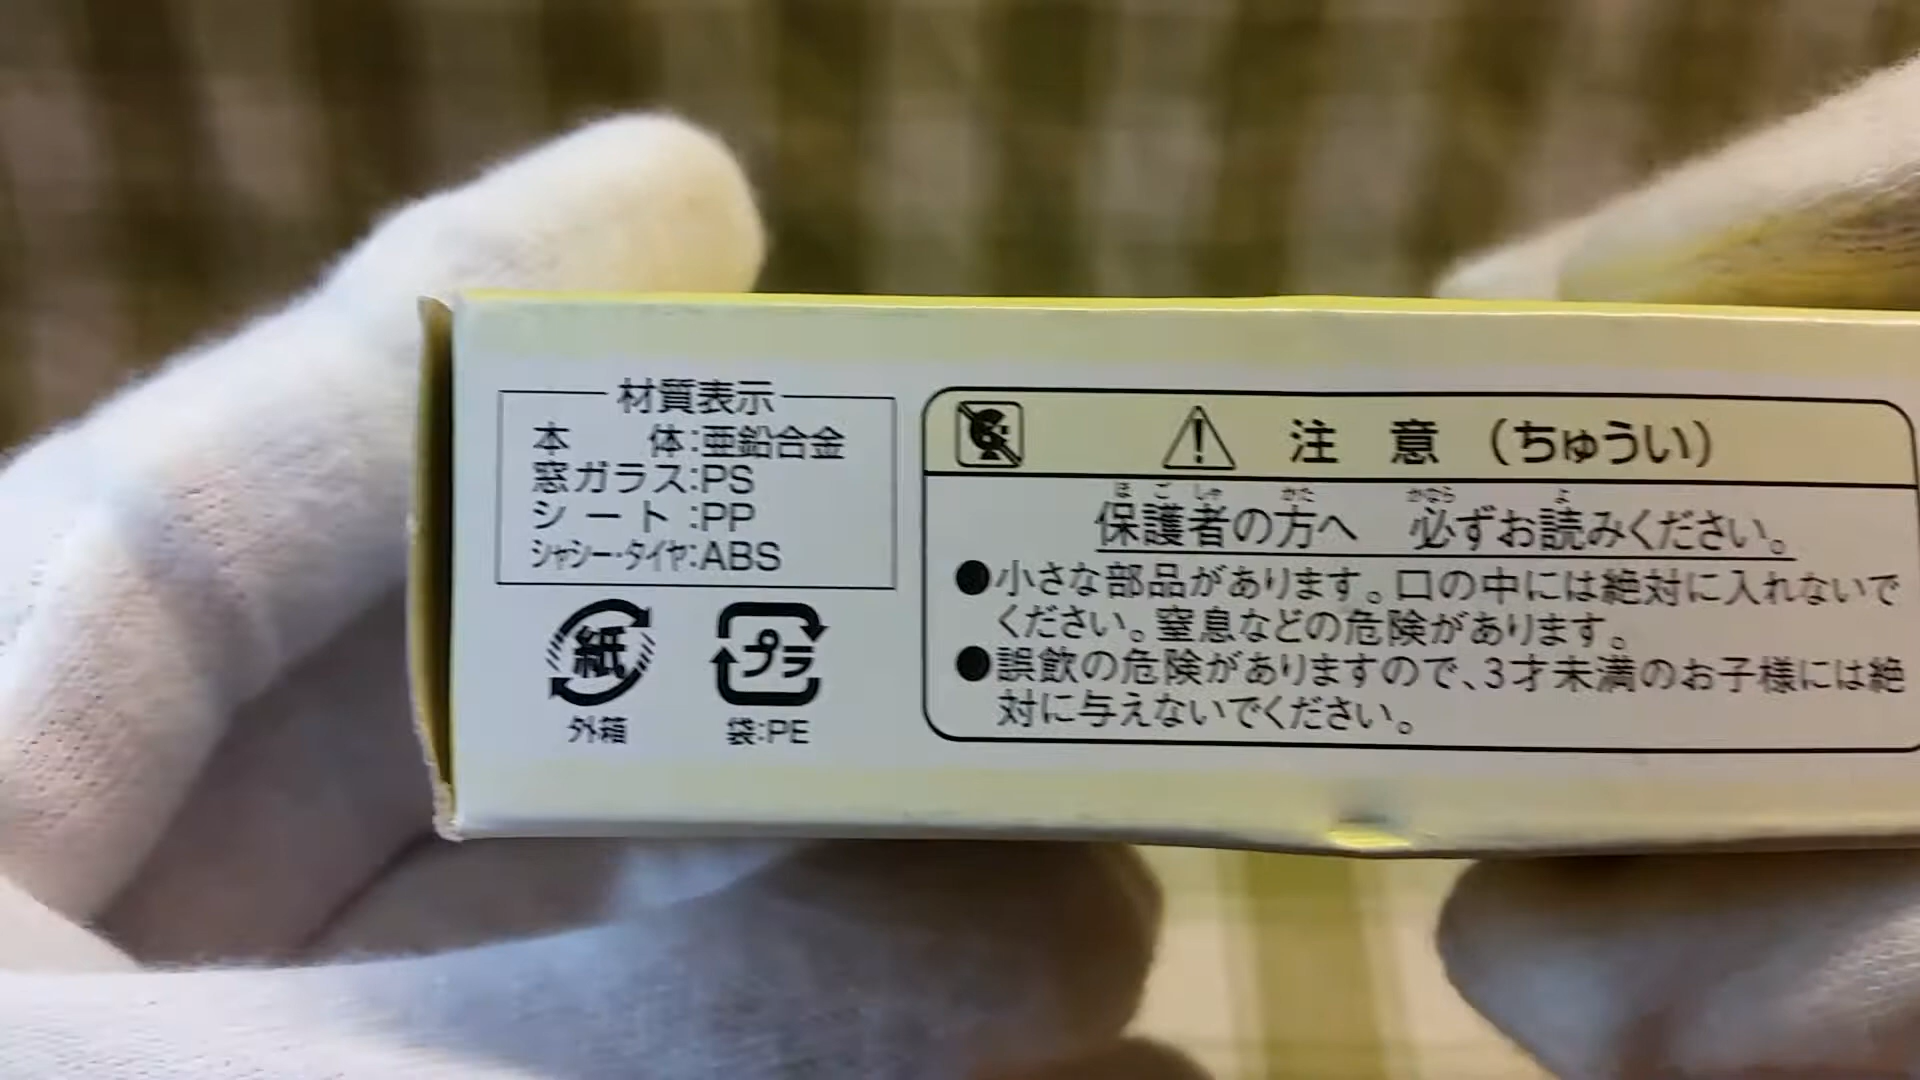 材質表示
本　体:亜鉛合金
窓ガラス:PS
シート:PP
シャシー・タイヤ:ABS
紙
外箱
プラ
袋:PE
注意（ちゅうい）
ほごしゃ かた かなら よ
保護者の方へ　必ずお読みください。
●小さな部品があります。口の中には絶対に入れないで
ください。窒息などの危険があります。
●誤飲の危険がありますので、3才未満のお子様には絶
対に与えないでください。